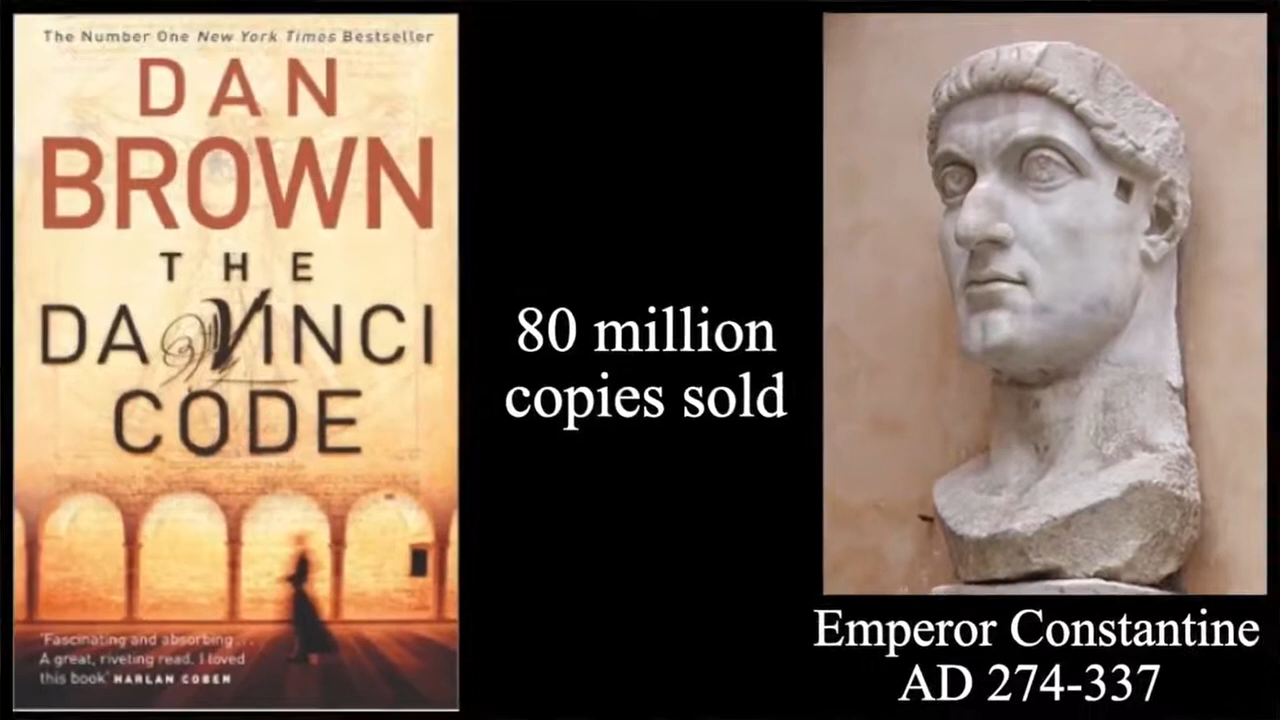 The Number One New York Times Bestseller
DAN
BROWN
THE
DA VINCI
CODE
'Fascinating and absorbing...
A great, riveting read. I loved
this book' HARLAN COBEN
80 million
copies sold
Emperor Constantine
AD 274-337